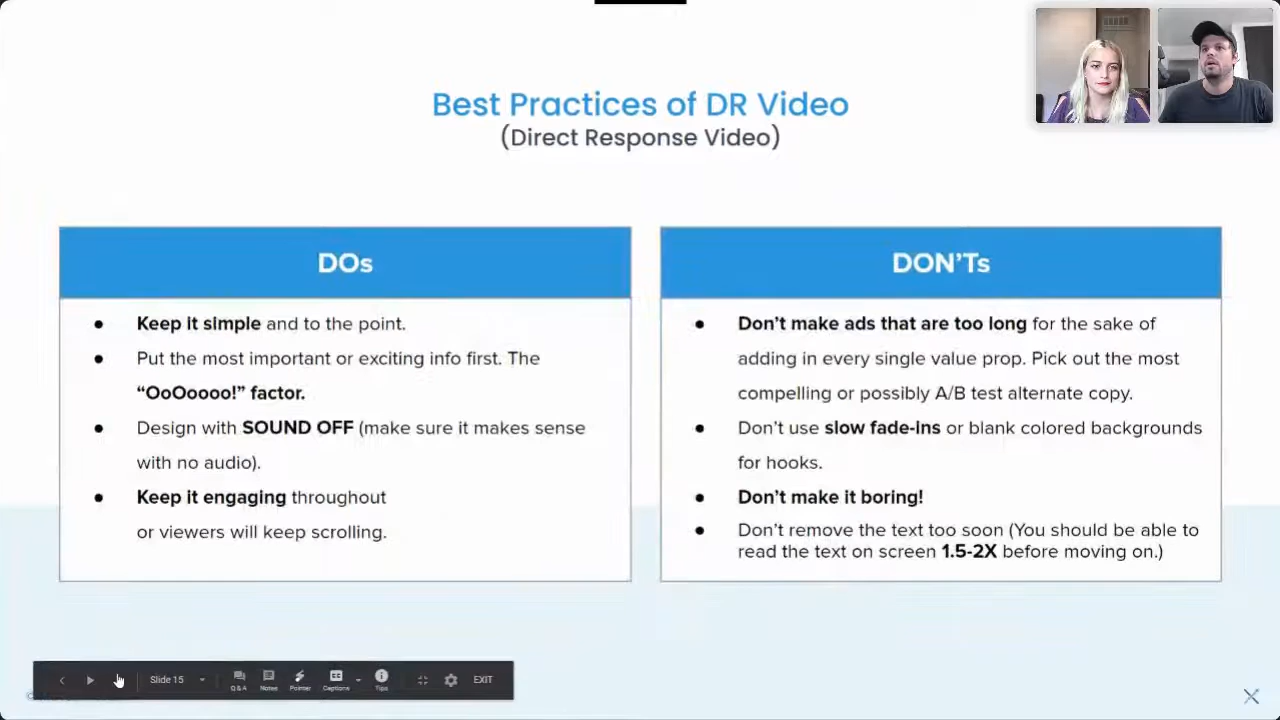 Best Practices of DR Video
(Direct Response Video)
DOs
● Keep it simple and to the point.
● Put the most important or exciting info first. The
“OoOoooo!” factor.
● Design with SOUND OFF (make sure it makes sense
with no audio).
● Keep it engaging throughout
or viewers will keep scrolling.
DON’Ts
● Don’t make ads that are too long for the sake of
adding in every single value prop. Pick out the most
compelling or possibly A/B test alternate copy.
● Don’t use slow fade-ins or blank colored backgrounds
for hooks.
● Don’t make it boring!
● Don’t remove the text too soon (You should be able to
read the text on screen 1.5-2X before moving on.)
Slide 15
Q&A
Notes
Pointer
Captions
Tips
EXIT